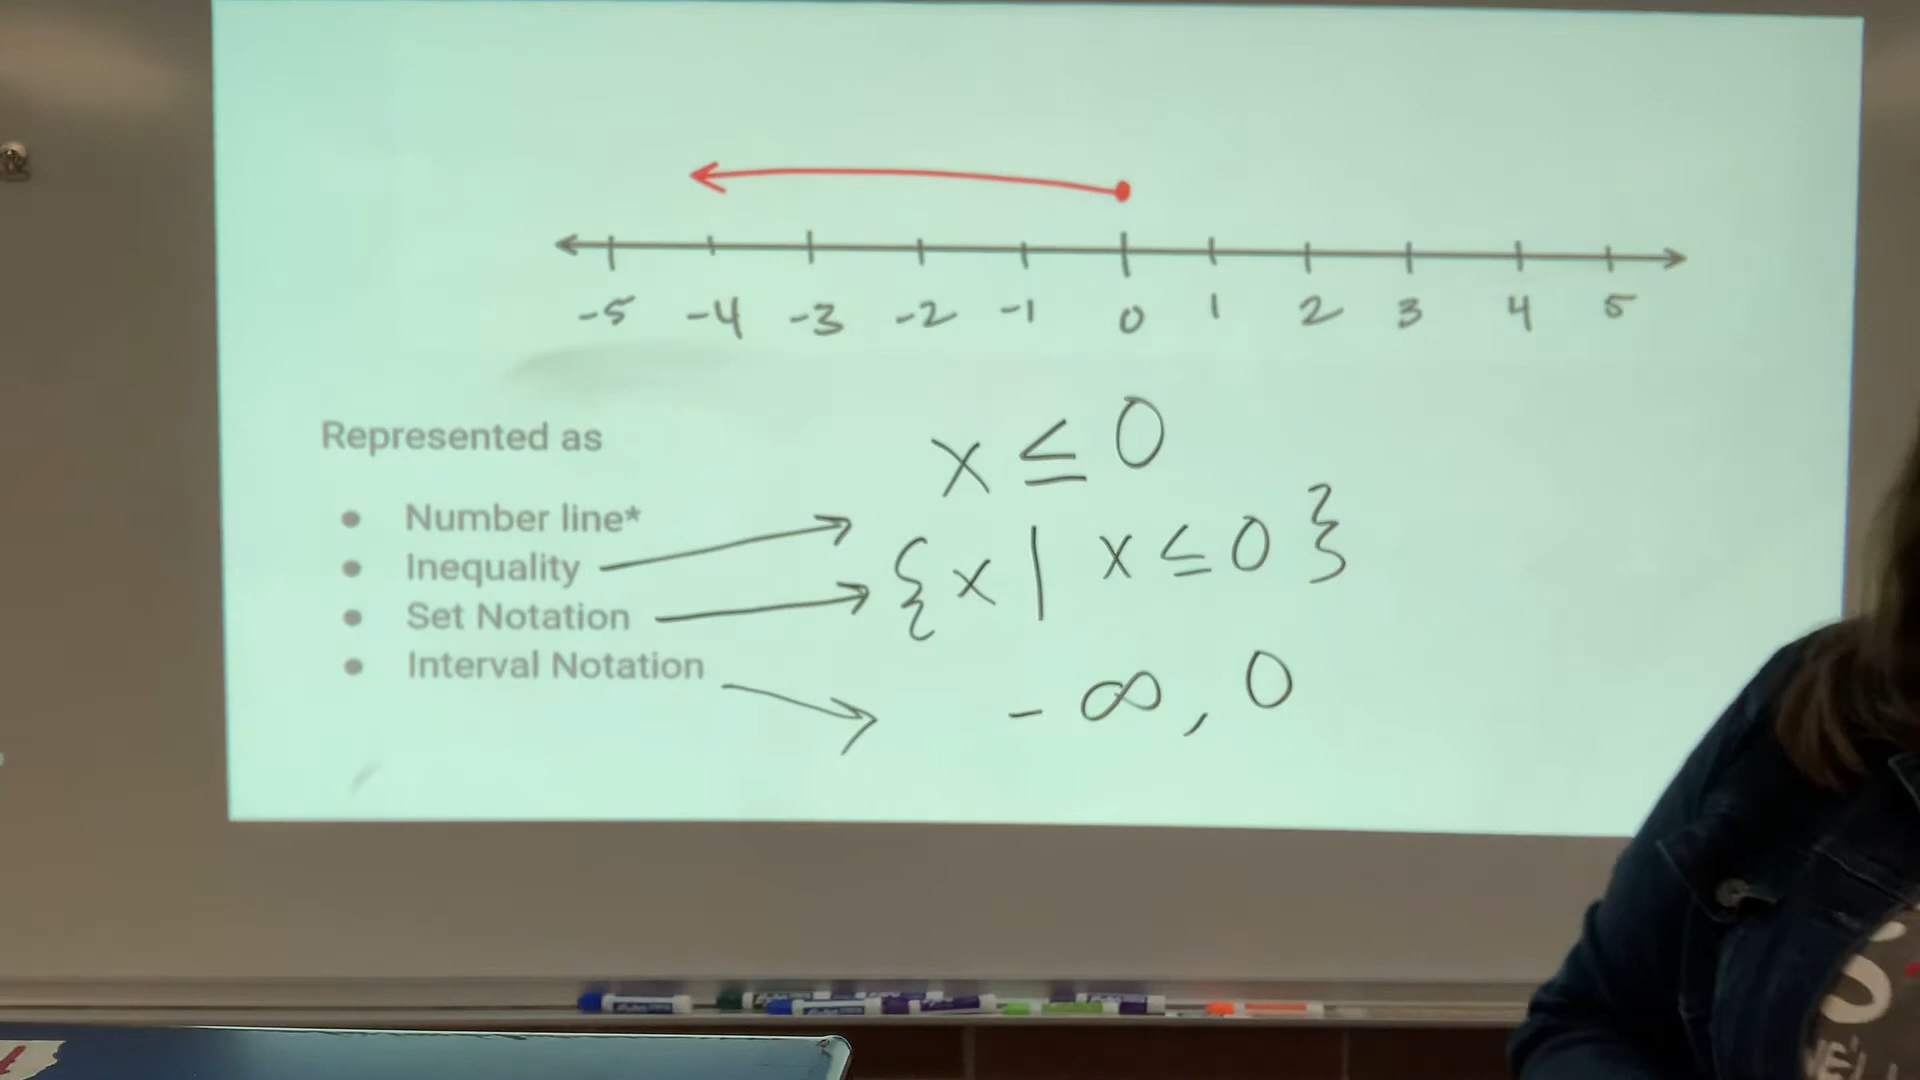 -5 -4 -3 -2 -1 0 1 2 3 4 5
Represented as
x ≤ 0
• Number line*
• Inequality
{x | x ≤ 0}
• Set Notation
• Interval Notation
-∞, 0